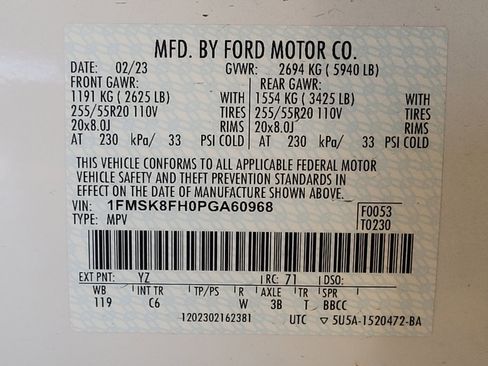 MFD. BY FORD MOTOR CO.
DATE: 02/23 GVWR: 2694 KG ( 5940 LB)
FRONT GAWR: REAR GAWR:
1191 KG ( 2625 LB) WITH 1554 KG ( 3425 LB) WITH
255/55R20 110V TIRES 255/55R20 110V TIRES
20x8.0J RIMS 20x8.0J RIMS
AT 230 kPa/ 33 PSI COLD AT 230 kPa/ 33 PSI COLD
THIS VEHICLE CONFORMS TO ALL APPLICABLE FEDERAL MOTOR
VEHICLE SAFETY AND THEFT PREVENTION STANDARDS IN
EFFECT ON THE DATE OF MANUFACTURE SHOWN ABOVE.
VIN: 1FMSK8FH0PGA60968 F0053
TYPE: MPV T0230
EXT PNT: YZ RC: 71 DSO:
WB INT TR TP/PS R AXLE TR SPR
119 C6 W 3B T BBCC
1202302162381 UTC ▽ 5U5A-1520472-BA